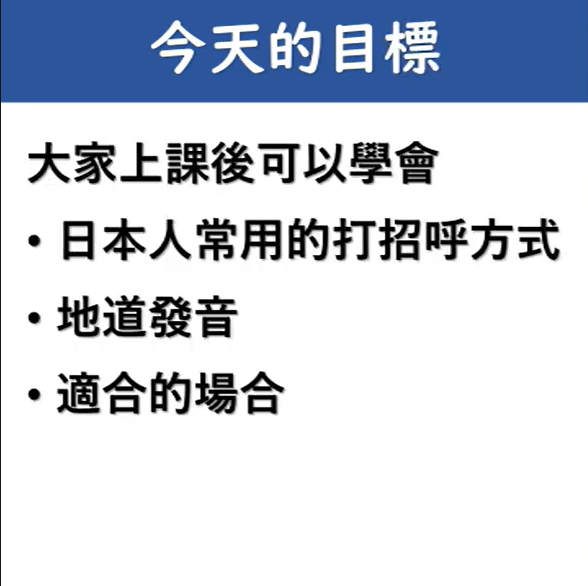 今天的目標
大家上課後可以學會
• 日本人常用的打招呼方式
• 地道發音
• 適合的場合